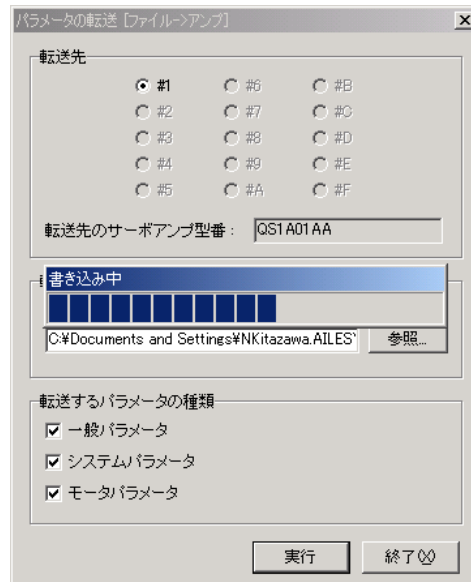 パラメータの転送 [ファイル->アンプ]
転送先
#1 #6 #B
#2 #7 #C
#3 #8 #D
#4 #9 #E
#5 #A #F
転送先のサーボアンプ型番： QS1A01AA
書き込み中
C:¥Documents and Settings¥NKitazawa.AILES¥ 参照...
転送するパラメータの種類
一般パラメータ
システムパラメータ
モータパラメータ
実行 終了(X)